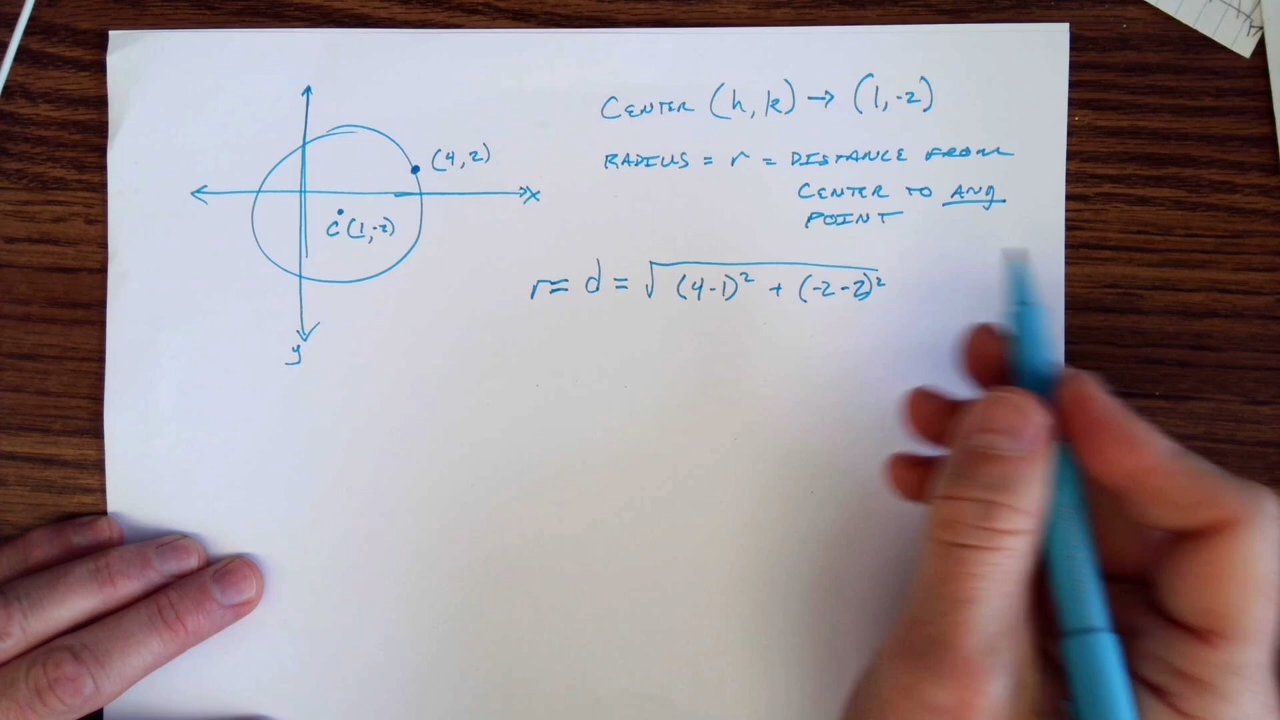 CENTER (h, k) → (1, -2)
(4, 2)
RADIUS = r = DISTANCE FROM
CENTER TO ANY
POINT
x
C (1, -2)
r = d = √(4-1)² + (-2-2)²
y